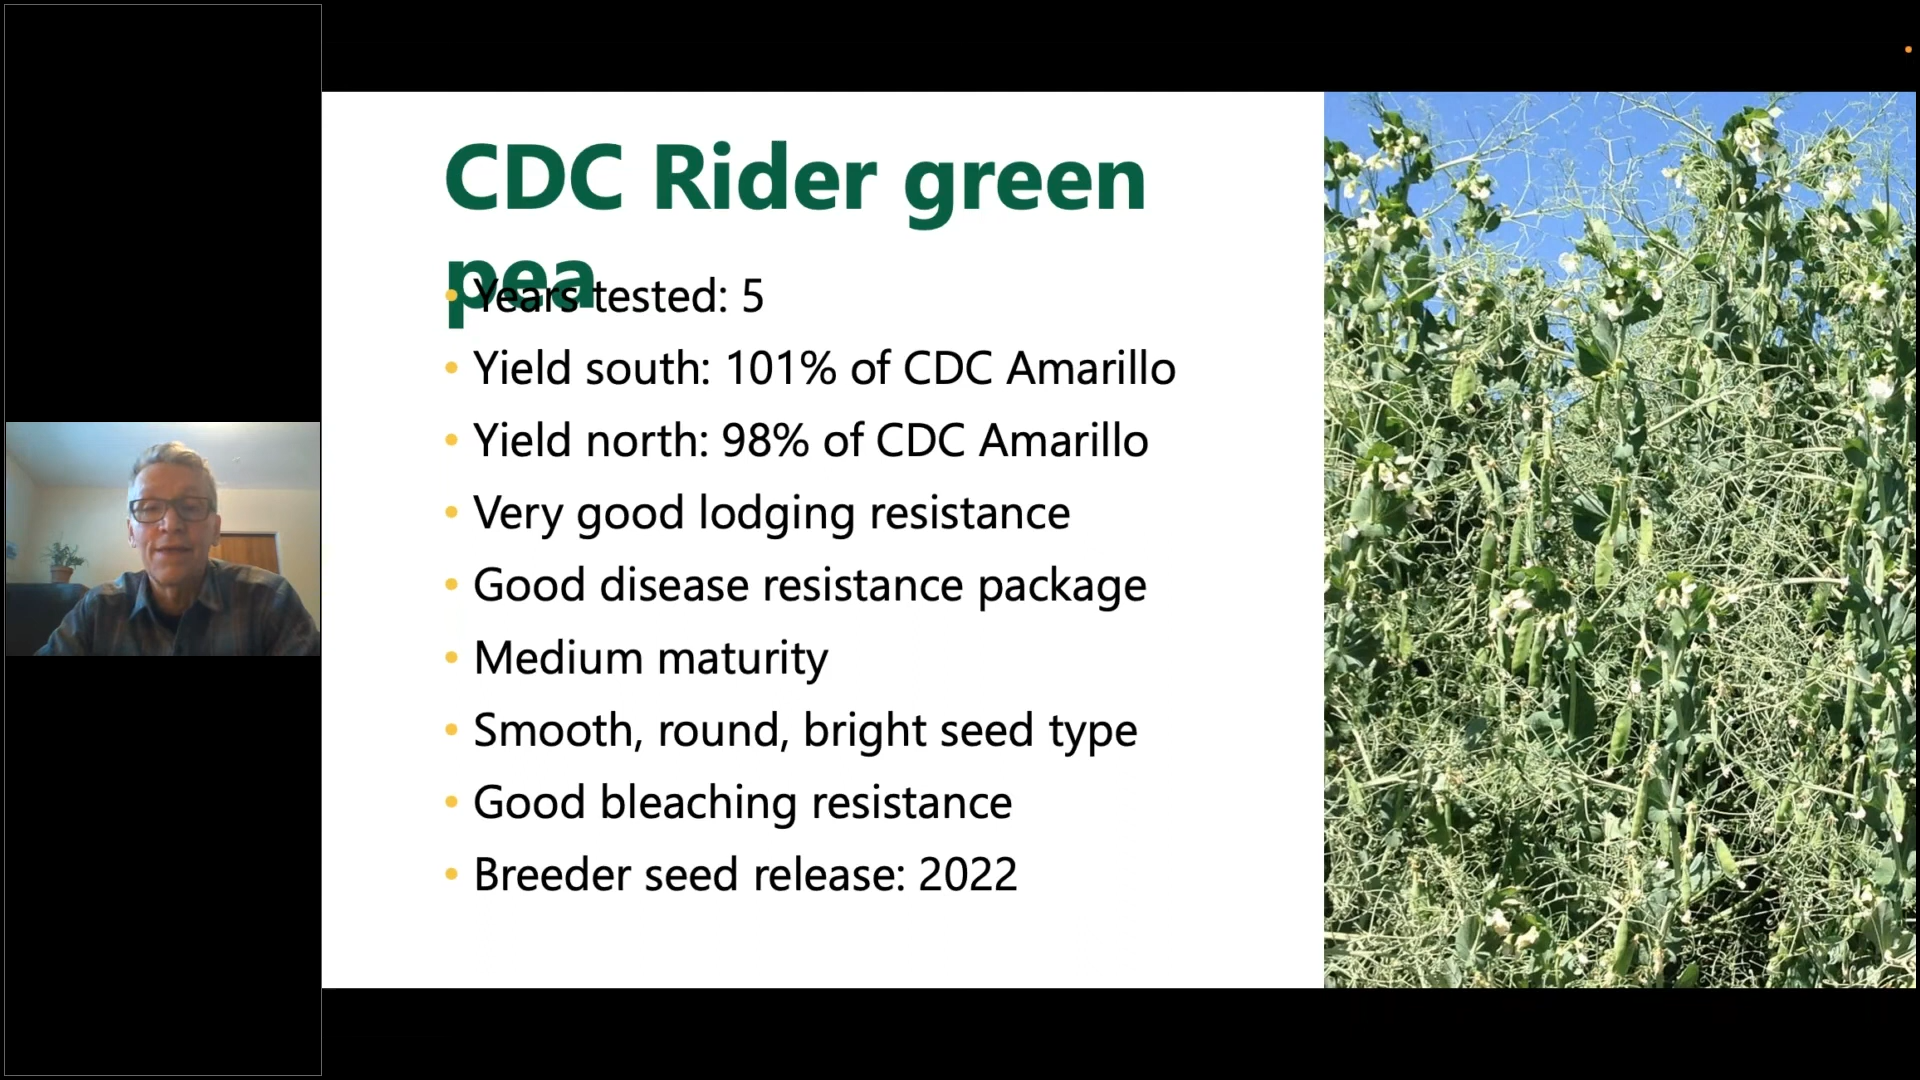 CDC Rider green
pea
• Years tested: 5
• Yield south: 101% of CDC Amarillo
• Yield north: 98% of CDC Amarillo
• Very good lodging resistance
• Good disease resistance package
• Medium maturity
• Smooth, round, bright seed type
• Good bleaching resistance
• Breeder seed release: 2022